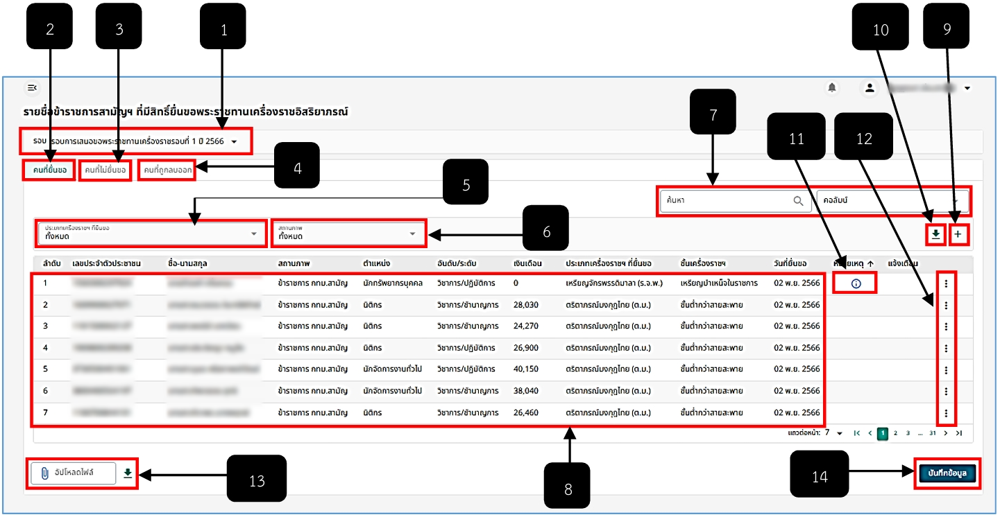 2 3 1 10 9
รายชื่อข้าราชการสามัญฯ ที่มีสิทธิ์ยื่นขอพระราชทานเครื่องราชอิสริยาภรณ์
7 11 12
รอบ รอบการเสนอขอพระราชทานเครื่องราชรอบที่ 1 ปี 2566
คนที่ยื่นขอ คนที่ไม่ยื่นขอ คนที่ถูกลบออก 4
5
ค้นหา คอลัมน์
ประเภทเครื่องราชฯ ที่ยื่นขอ สถานภาพ
ทั้งหมด ทั้งหมด 6 +
ลำดับ เลขประจำตัวประชาชน ชื่อ-นามสกุล สถานภาพ ตำแหน่ง อันดับ/ระดับ เงินเดือน ประเภทเครื่องราชฯ ที่ยื่นขอ ชั้นเครื่องราชฯ วันที่ยื่นขอ หมายเหตุ แจ้งเตือน
1 ข้าราชการ กทม.สามัญ นักทรัพยากรบุคคล วิชาการ/ปฏิบัติการ 0 เหรียญจักรพรรดิมาลา (ร.จ.พ.) เหรียญบำเหน็จในราชการ 02 พ.ย. 2566
2 ข้าราชการ กทม.สามัญ นิติกร วิชาการ/ชำนาญการ 28,030 ตริตาภรณ์มงกุฎไทย (ต.ม.) ชั้นต่ำกว่าสายสะพาย 02 พ.ย. 2566
3 ข้าราชการ กทม.สามัญ นิติกร วิชาการ/ชำนาญการ 24,270 ตริตาภรณ์มงกุฎไทย (ต.ม.) ชั้นต่ำกว่าสายสะพาย 02 พ.ย. 2566
4 ข้าราชการ กทม.สามัญ นิติกร วิชาการ/ปฏิบัติการ 26,900 ตริตาภรณ์มงกุฎไทย (ต.ม.) ชั้นต่ำกว่าสายสะพาย 02 พ.ย. 2566
5 ข้าราชการ กทม.สามัญ นักจัดการงานทั่วไป วิชาการ/ปฏิบัติการ 40,150 ตริตาภรณ์มงกุฎไทย (ต.ม.) ชั้นต่ำกว่าสายสะพาย 02 พ.ย. 2566
6 ข้าราชการ กทม.สามัญ นักจัดการงานทั่วไป วิชาการ/ชำนาญการ 38,040 ตริตาภรณ์มงกุฎไทย (ต.ม.) ชั้นต่ำกว่าสายสะพาย 02 พ.ย. 2566
7 ข้าราชการ กทม.สามัญ นิติกร วิชาการ/ชำนาญการ 26,460 ตริตาภรณ์มงกุฎไทย (ต.ม.) ชั้นต่ำกว่าสายสะพาย 02 พ.ย. 2566
แถวต่อหน้า: 7 1 2 3 ... 31
อัปโหลดไฟล์ 13 8 14 บันทึกข้อมูล